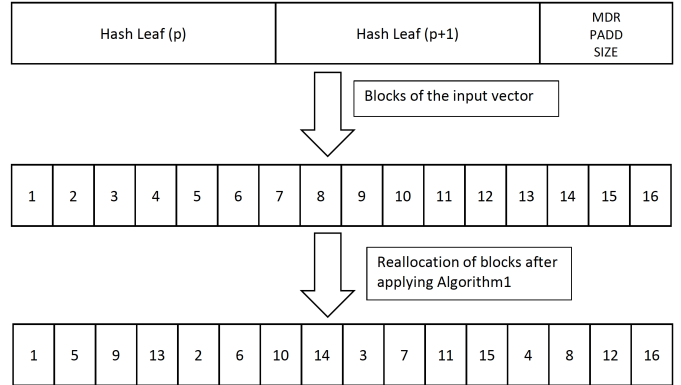 Hash Leaf (p) Hash Leaf (p+1) MDR
PADD
SIZE
Blocks of the input vector
1 2 3 4 5 6 7 8 9 10 11 12 13 14 15 16
Reallocation of blocks after
applying Algorithm1
1 5 9 13 2 6 10 14 3 7 11 15 4 8 12 16